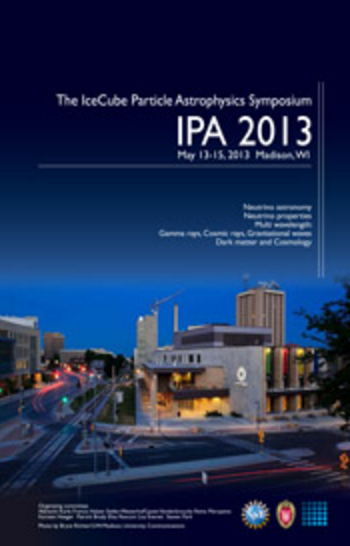 The IceCube Particle Astrophysics Symposium
IPA 2013
May 13-15, 2013 Madison, WI
Neutrino astronomy
Neutrino properties
Multi wavelength:
Gamma rays, Cosmic rays, Gravitational waves
Dark matter and Cosmology
Organizing committee